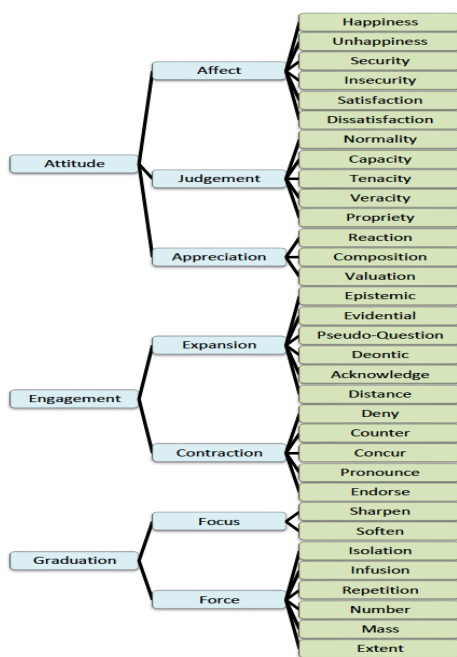 Happiness
Unhappiness
Security
Affect
Insecurity
Satisfaction
Dissatisfaction
Normality
Capacity
Attitude
Judgement
Tenacity
Veracity
Propriety
Reaction
Appreciation
Composition
Valuation
Epistemic
Evidential
Pseudo-Question
Expansion
Deontic
Acknowledge
Distance
Engagement
Deny
Counter
Contraction
Concur
Pronounce
Endorse
Sharpen
Focus
Soften
Isolation
Graduation
Infusion
Repetition
Force
Number
Mass
Extent